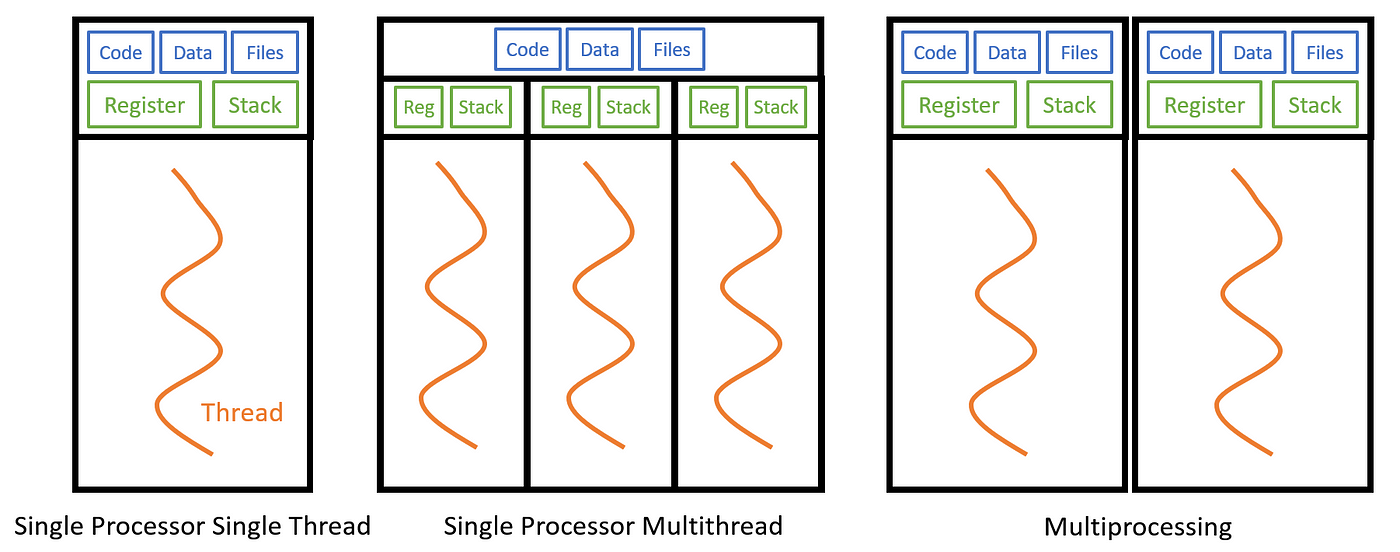 Code Data Files
Register Stack
Thread
Single Processor Single Thread
Code Data Files
Reg Stack Reg Stack Reg Stack
Single Processor Multithread
Code Data Files Code Data Files
Register Stack Register Stack
Multiprocessing